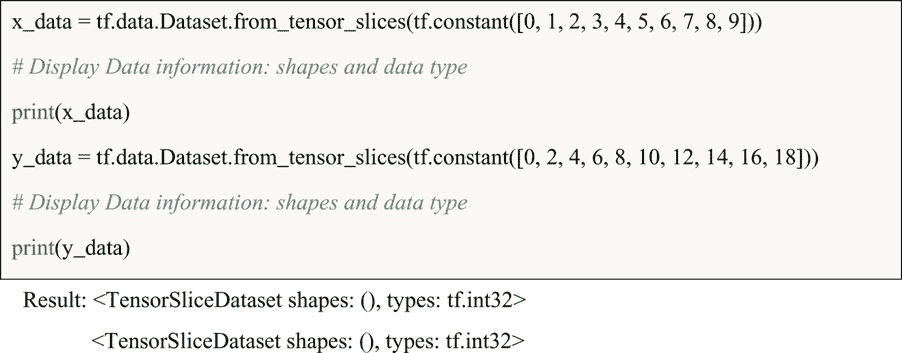 x_data = tf.data.Dataset.from_tensor_slices(tf.constant([0, 1, 2, 3, 4, 5, 6, 7, 8, 9]))
# Display Data information: shapes and data type
print(x_data)
y_data = tf.data.Dataset.from_tensor_slices(tf.constant([0, 2, 4, 6, 8, 10, 12, 14, 16, 18]))
# Display Data information: shapes and data type
print(y_data)
Result: <TensorSliceDataset shapes: (), types: tf.int32>
<TensorSliceDataset shapes: (), types: tf.int32>